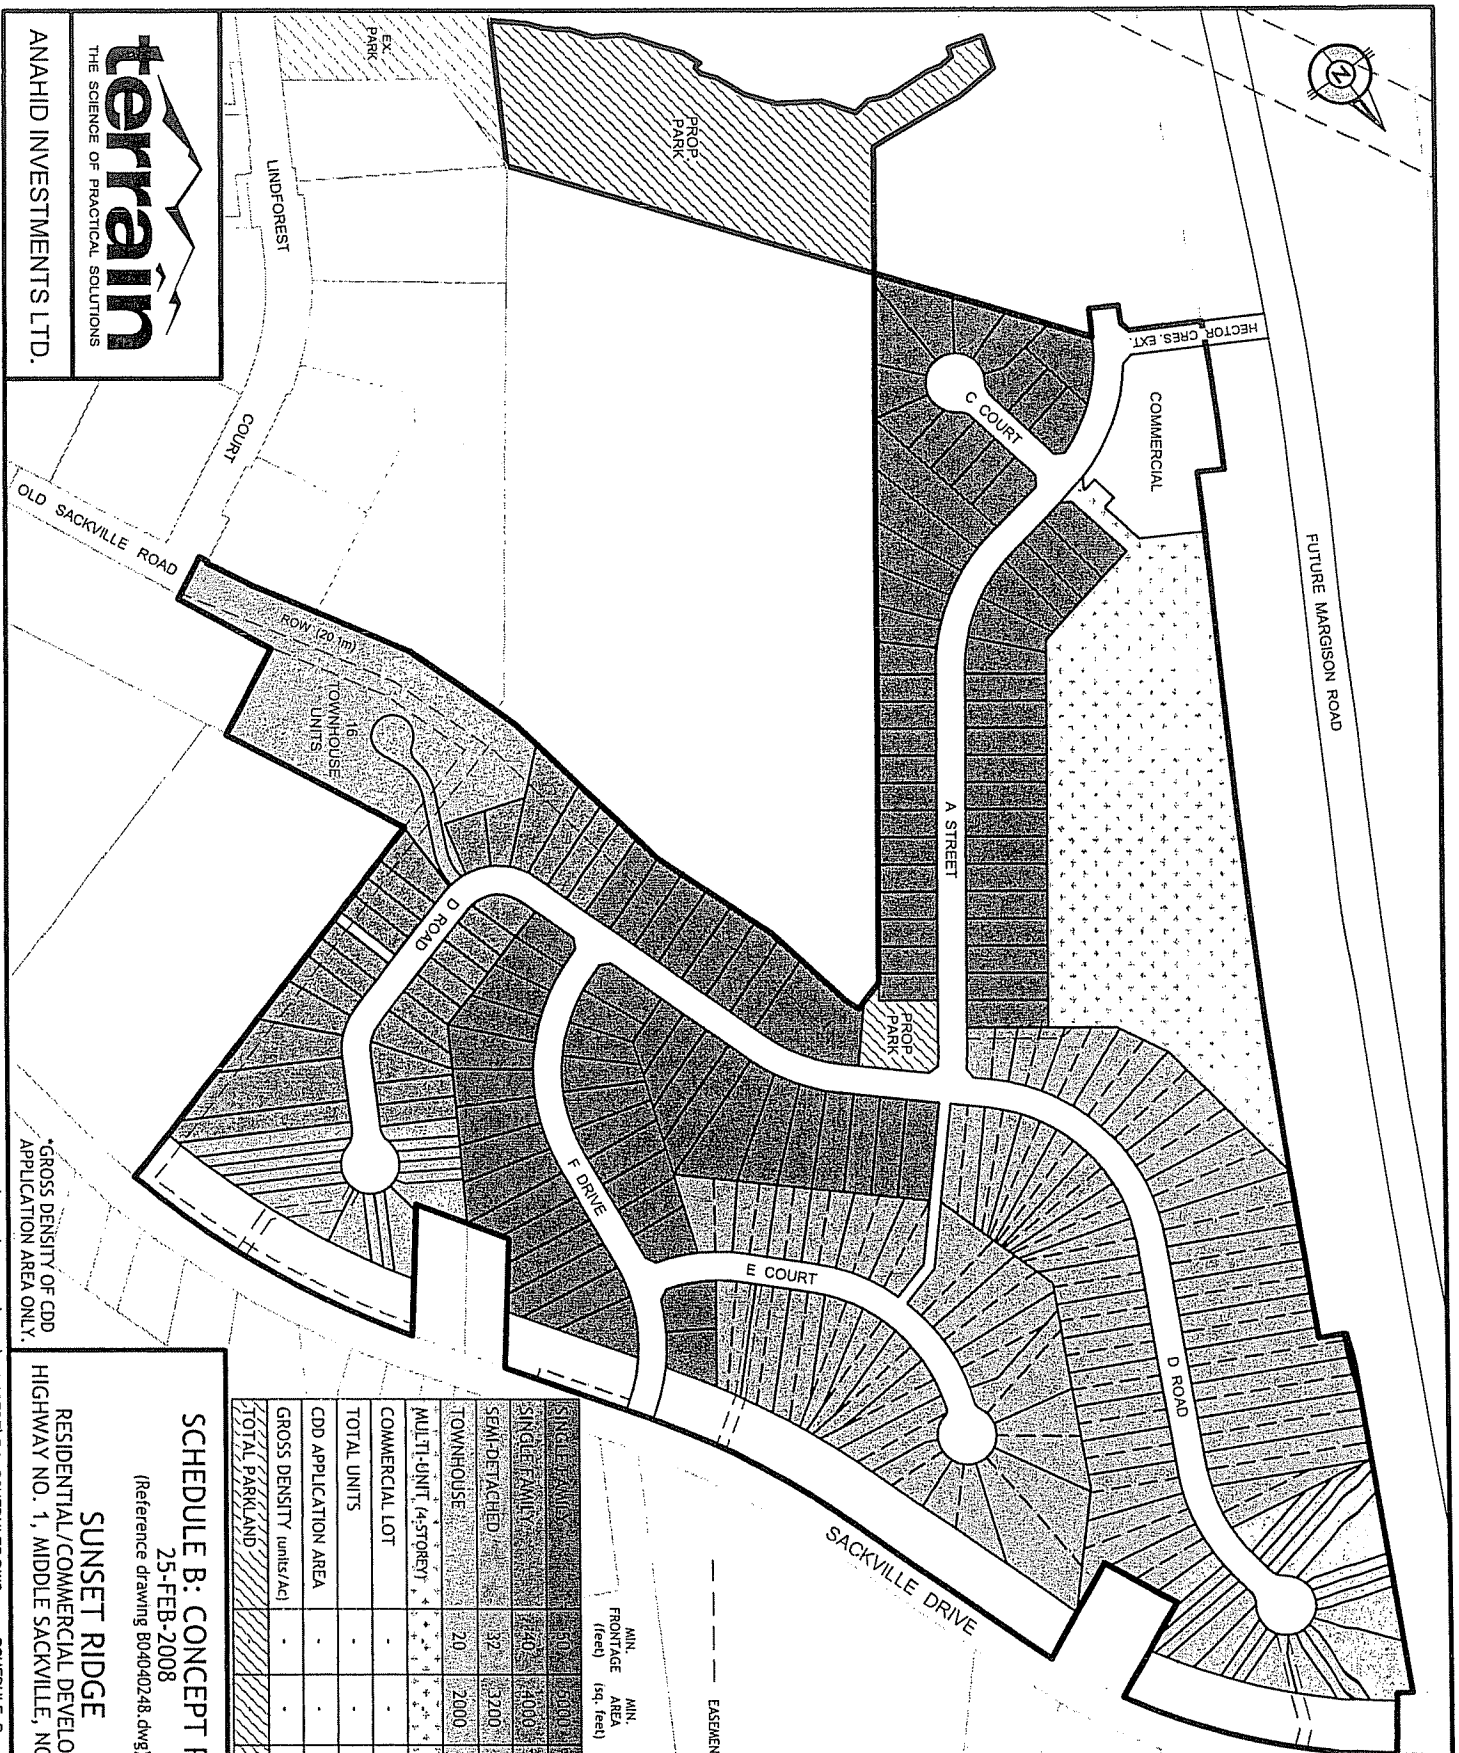 EX.
PARK
PROP
PARK
LINDFOREST
COURT
OLD SACKVILLE ROAD
terrain
THE SCIENCE OF PRACTICAL SOLUTIONS
ANAHID INVESTMENTS LTD.
N
HECTOR CRES. EXT.
COMMERCIAL
FUTURE MARGISON ROAD
C COURT
A STREET
PROP
PARK
ROW (20.1m)
16
TOWNHOUSE
UNITS
D ROAD
F DRIVE
E COURT
D ROAD
SACKVILLE DRIVE
*GROSS DENSITY OF CDD
APPLICATION AREA ONLY.
EASEMEN
MIN.
FRONTAGE
(feet)
MIN.
AREA
(sq. feet)
SINGLE FAMILY 50 5000
SINGLE FAMILY 40 4000
SEMI-DETACHED 32 3200
TOWNHOUSE 20 2000
MULTI-UNIT (4-STOREY)
COMMERCIAL LOT - -
TOTAL UNITS - -
CDD APPLICATION AREA - -
GROSS DENSITY (units/Ac) - -
TOTAL PARKLAND
SCHEDULE B: CONCEPT
25-FEB-2008
(Reference drawing B04040248.dwg
SUNSET RIDGE
RESIDENTIAL/COMMERCIAL DEVELO
HIGHWAY NO. 1, MIDDLE SACKVILLE,